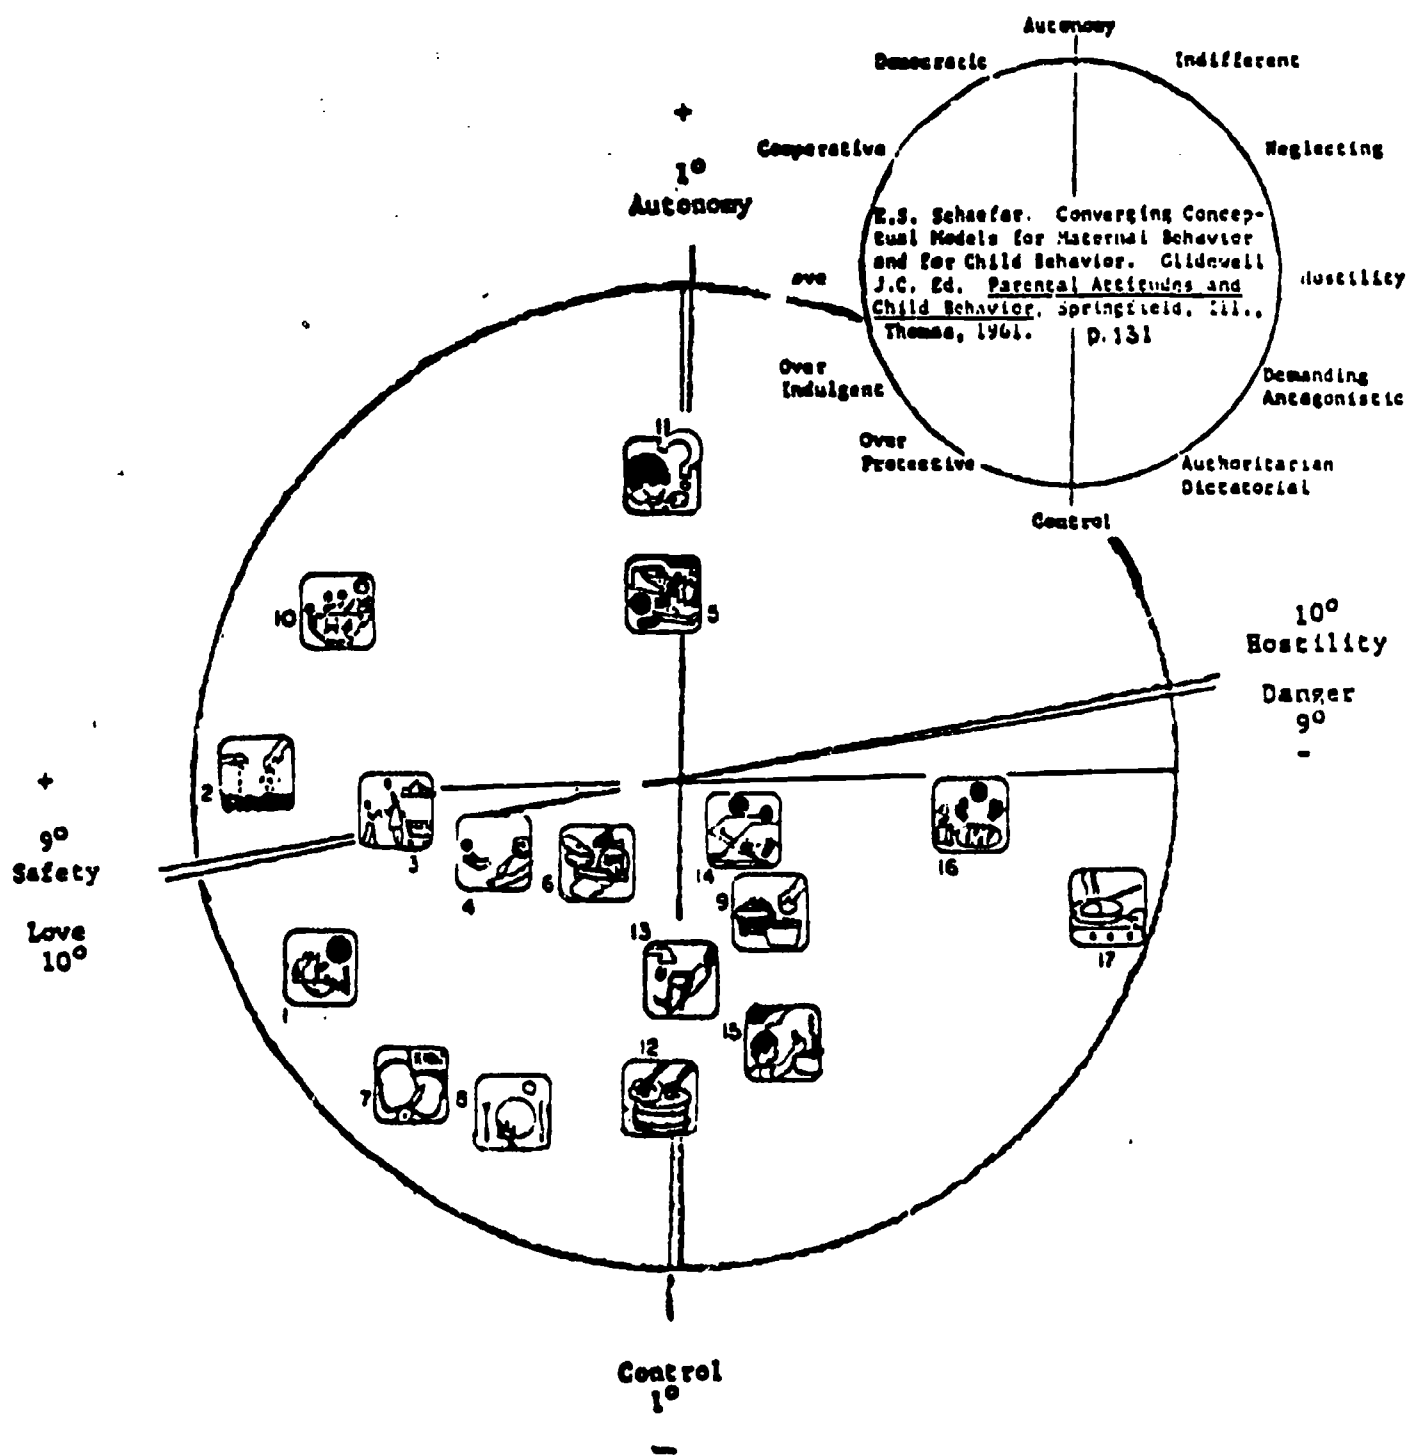 Autonomy
Democratic
Indifferent
Cooperative
Neglecting
E.S. Schaefer. Converging Concep-
tual Models for Maternal Behavior
and for Child Behavior. Glidewell
J.C. Ed. Parental Attitudes and
Child Behavior, Springfield, Ill.,
Thomas, 1961. p.131
ove
Hostility
Over
Indulgent
Demanding
Antagonistic
Over
Protective
Authoritarian
Dictatorial
Control
+
1°
Autonomy
11
5
10
10°
Hostility
Danger
9°
-
2
+
9°
Safety
Love
10°
3
4
6
14
16
9
13
17
1
15
12
7
8
Control
1°
-